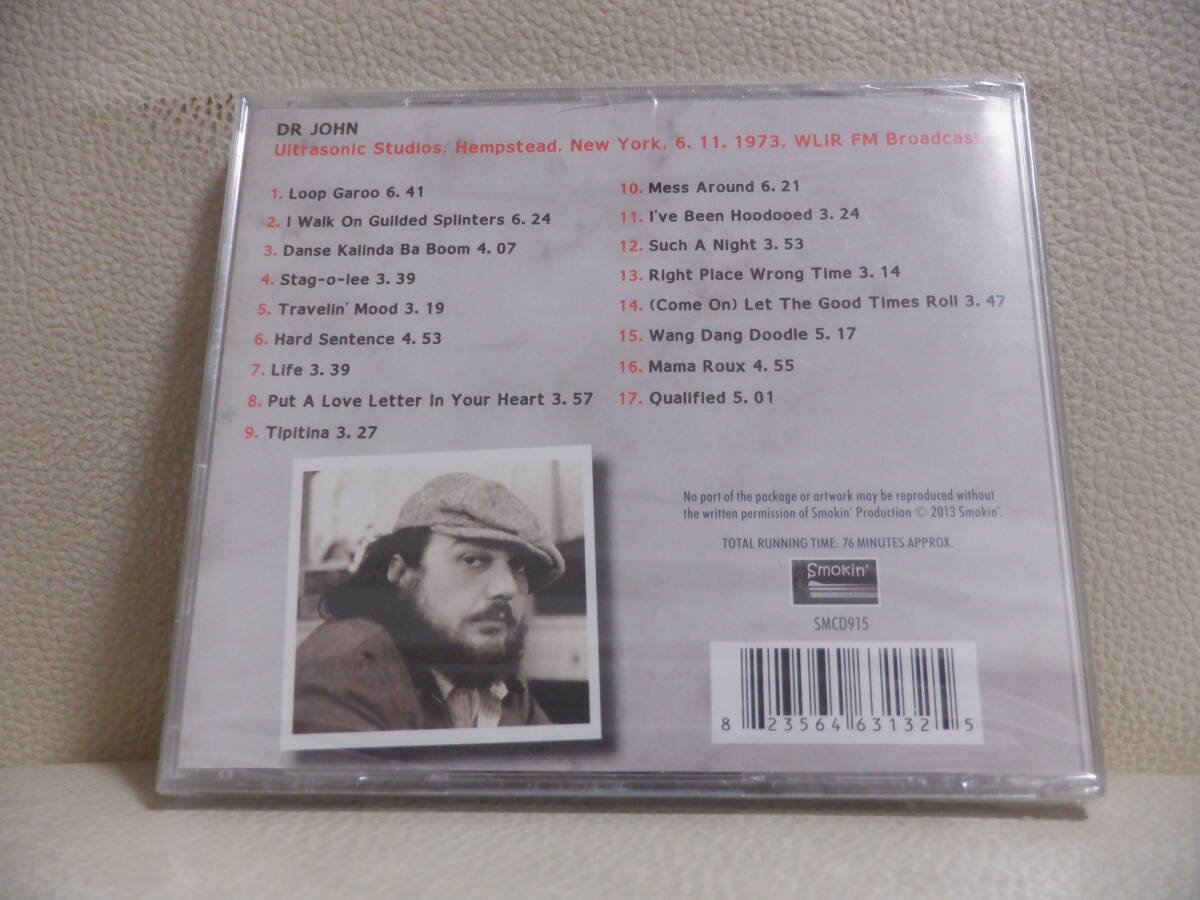 DR JOHN
Ultrasonic Studios, Hempstead, New York, 6. 11. 1973, WLIR FM Broadcast
1. Loop Garoo 6. 41
2. I Walk On Guilded Splinters 6. 24
3. Danse Kalinda Ba Boom 4. 07
4. Stag-o-lee 3. 39
5. Travelin' Mood 3. 19
6. Hard Sentence 4. 53
7. Life 3. 39
8. Put A Love Letter In Your Heart 3. 57
9. Tipitina 3. 27
10. Mess Around 6. 21
11. I've Been Hoodooed 3. 24
12. Such A Night 3. 53
13. Right Place Wrong Time 3. 14
14. (Come On) Let The Good Times Roll 3. 47
15. Wang Dang Doodle 5. 17
16. Mama Roux 4. 55
17. Qualified 5. 01
No part of the package or artwork may be reproduced without
the written permission of Smokin' Production © 2013 Smokin'.
TOTAL RUNNING TIME: 76 MINUTES APPROX.
Smokin'
SMCD915
8 23564 63132 5